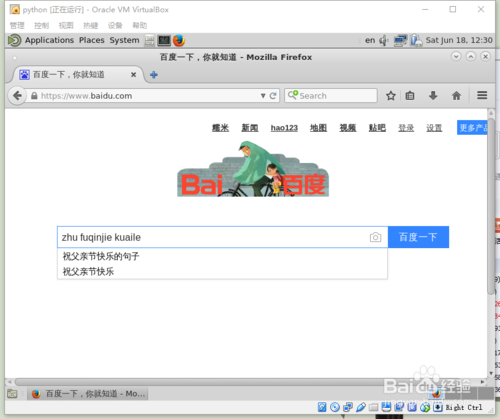 python [正在运行] - Oracle VM VirtualBox
管理 控制 视图 热键 设备 帮助
Applications Places System en Sat Jun 18, 12:30
百度一下，你就知道 - Mozilla Firefox
百度一下，你就知道
https://www.baidu.com Search
糯米 新闻 hao123 地图 视频 贴吧 登录 设置 更多产品
Bai 百度
zhu fuqinjie kuaile 百度一下
祝父亲节快乐的句子
祝父亲节快乐
百度一下，你就知道 - Mo...
Bai 经验
Right Ctrl